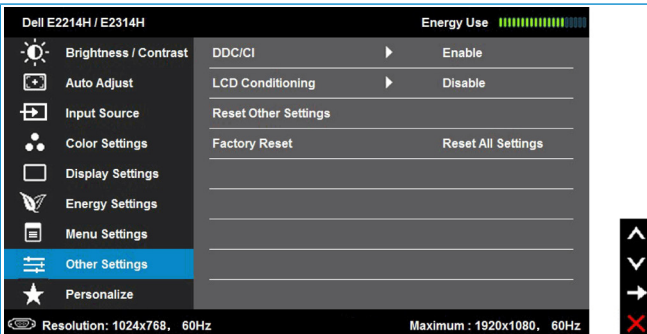 Dell E2214H / E2314H Energy Use
Brightness / Contrast DDC/CI Enable
Auto Adjust LCD Conditioning Disable
Input Source Reset Other Settings
Color Settings Factory Reset Reset All Settings
Display Settings
Energy Settings
Menu Settings
Other Settings
Personalize
Resolution: 1024x768, 60Hz Maximum : 1920x1080, 60Hz